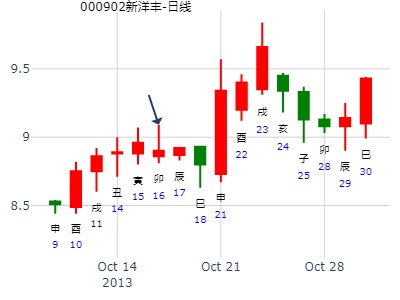 000902新洋丰-日线
9.5
9
8.5
申
9
酉
10
戌
11
丑
14
寅
15
卯
16
辰
17
巳
18
申
21
酉
22
戌
23
亥
24
子
25
卯
28
辰
29
巳
30
Oct 14
2013
Oct 21
Oct 28